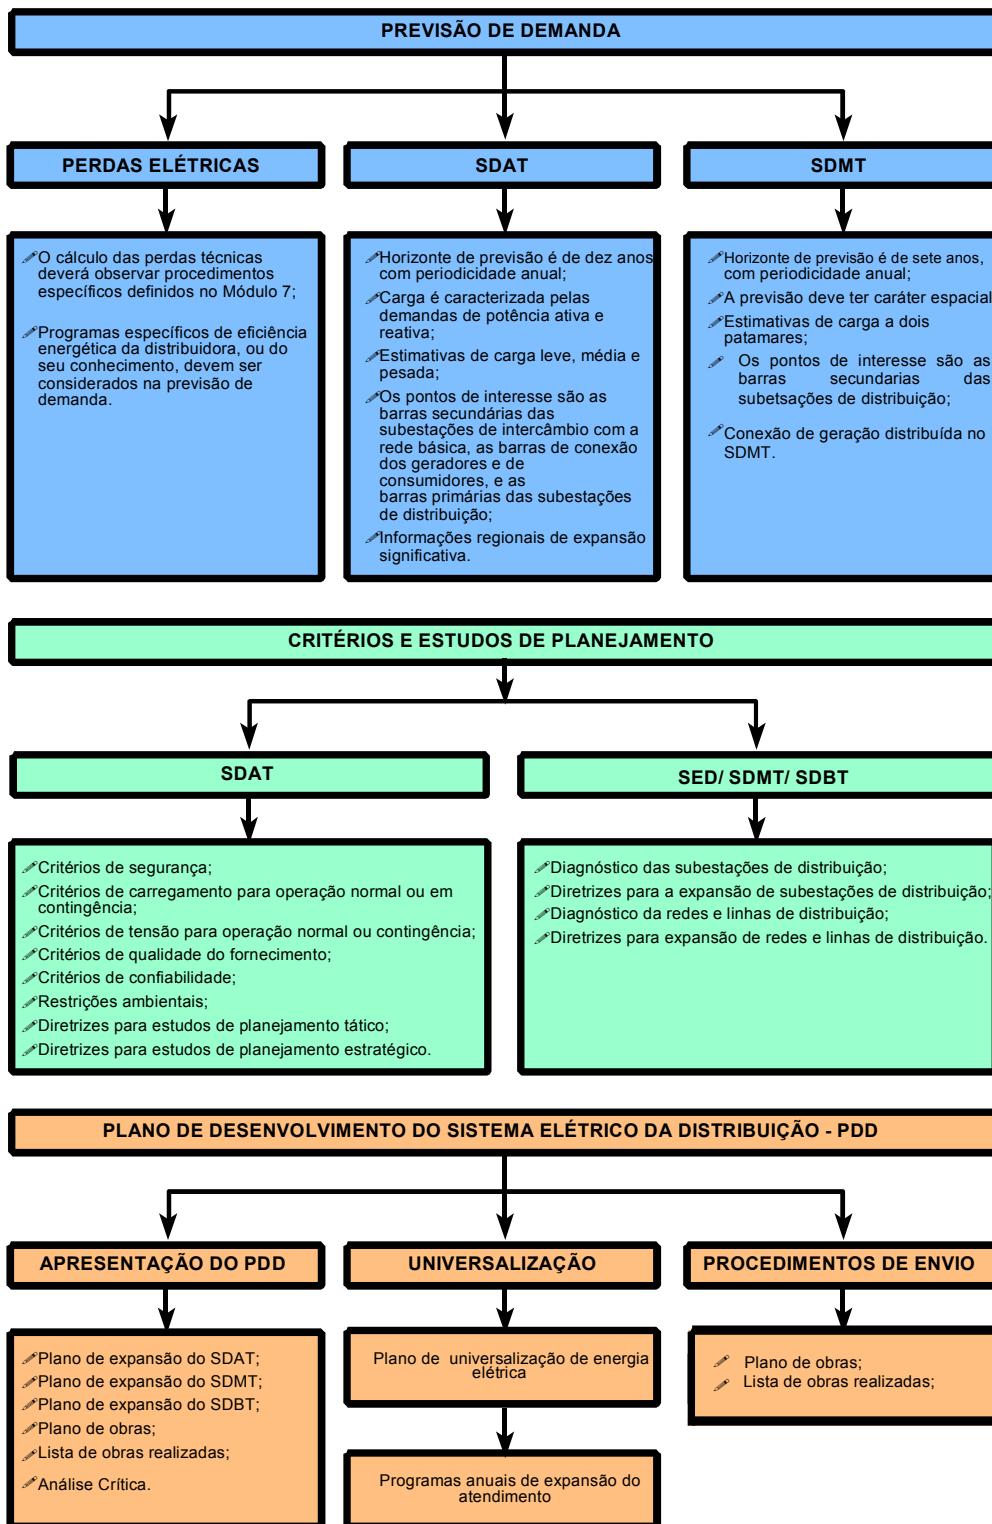 PREVISÃO DE DEMANDA
PERDAS ELÉTRICAS
O cálculo das perdas técnicas
deverá observar procedimentos
específicos definidos no Módulo 7;
Programas específicos de eficiência
energética da distribuidora, ou do
seu conhecimento, devem ser
considerados na previsão de
demanda.
SDAT
Horizonte de previsão é de dez anos
com periodicidade anual;
Carga é caracterizada pelas
demandas de potência ativa e
reativa;
Estimativas de carga leve, média e
pesada;
Os pontos de interesse são as
barras secundárias das
subestações de intercâmbio com a
rede básica, as barras de conexão
dos geradores e de
consumidores, e as
barras primárias das subestações
de distribuição;
Informações regionais de expansão
significativa.
SDMT
Horizonte de previsão é de sete anos,
com periodicidade anual;
A previsão deve ter caráter espacial
Estimativas de carga a dois
patamares;
Os pontos de interesse são as
barras secundarias das
subetsações de distribuição;
Conexão de geração distribuída no
SDMT.
CRITÉRIOS E ESTUDOS DE PLANEJAMENTO
SDAT
Critérios de segurança;
Critérios de carregamento para operação normal ou em
contingência;
Critérios de tensão para operação normal ou contingência;
Critérios de qualidade do fornecimento;
Critérios de confiabilidade;
Restrições ambientais;
Diretrizes para estudos de planejamento tático;
Diretrizes para estudos de planejamento estratégico.
SED/ SDMT/ SDBT
Diagnóstico das subestações de distribuição;
Diretrizes para a expansão de subestações de distribuição;
Diagnóstico da redes e linhas de distribuição;
Diretrizes para expansão de redes e linhas de distribuição.
PLANO DE DESENVOLVIMENTO DO SISTEMA ELÉTRICO DA DISTRIBUIÇÃO - PDD
APRESENTAÇÃO DO PDD
Plano de expansão do SDAT;
Plano de expansão do SDMT;
Plano de expansão do SDBT;
Plano de obras;
Lista de obras realizadas;
Análise Crítica.
UNIVERSALIZAÇÃO
Plano de universalização de energia
elétrica
Programas anuais de expansão do
atendimento
PROCEDIMENTOS DE ENVIO
Plano de obras;
Lista de obras realizadas;